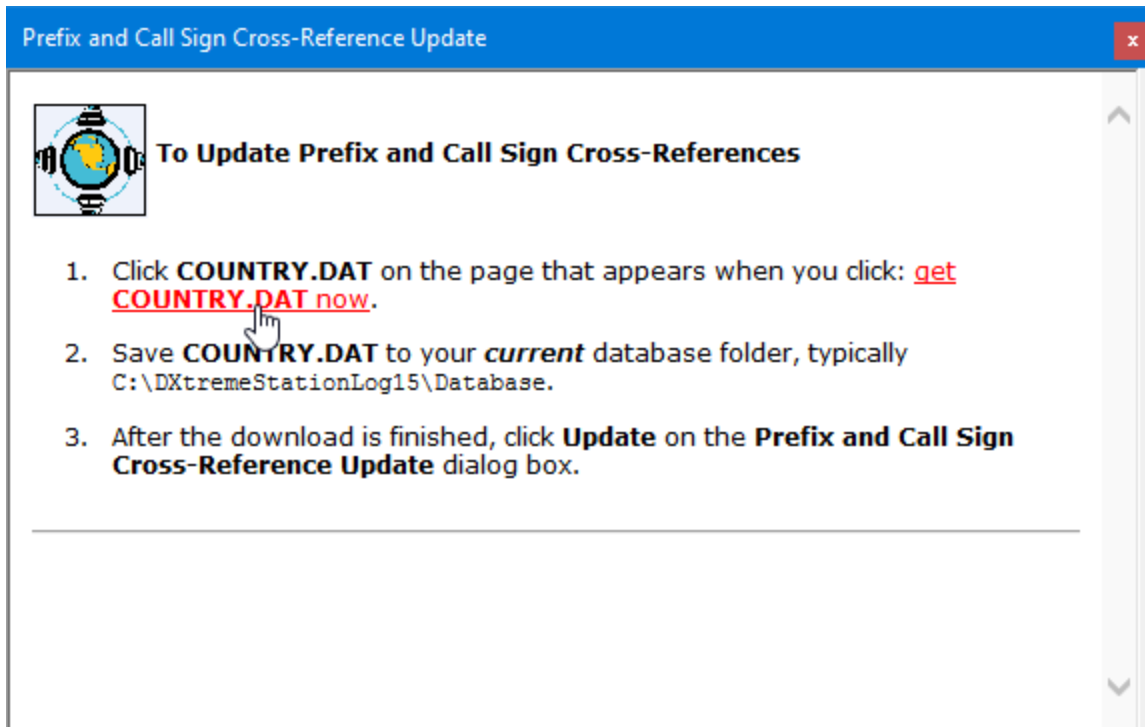 Prefix and Call Sign Cross-Reference Update
x
To Update Prefix and Call Sign Cross-References
1. Click COUNTRY.DAT on the page that appears when you click: get
COUNTRY.DAT now.
2. Save COUNTRY.DAT to your current database folder, typically
C:\DXtremeStationLog15\Database.
3. After the download is finished, click Update on the Prefix and Call Sign
Cross-Reference Update dialog box.